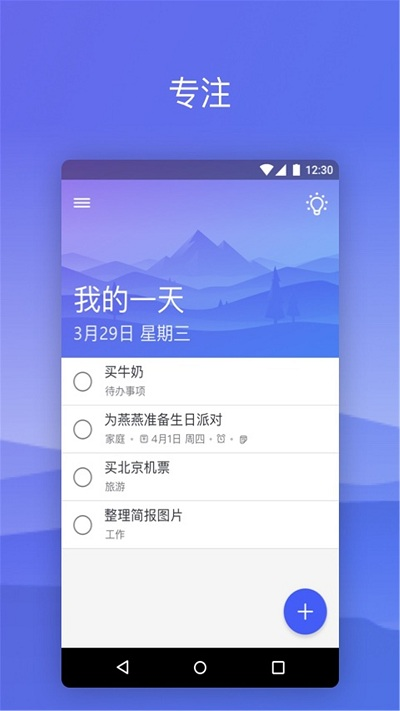 专注
12:30
我的一天
3月29日 星期三
买牛奶
待办事项
为燕燕准备生日派对
家庭 • 4月1日 周四 • •
买北京机票
旅游
整理简报图片
工作